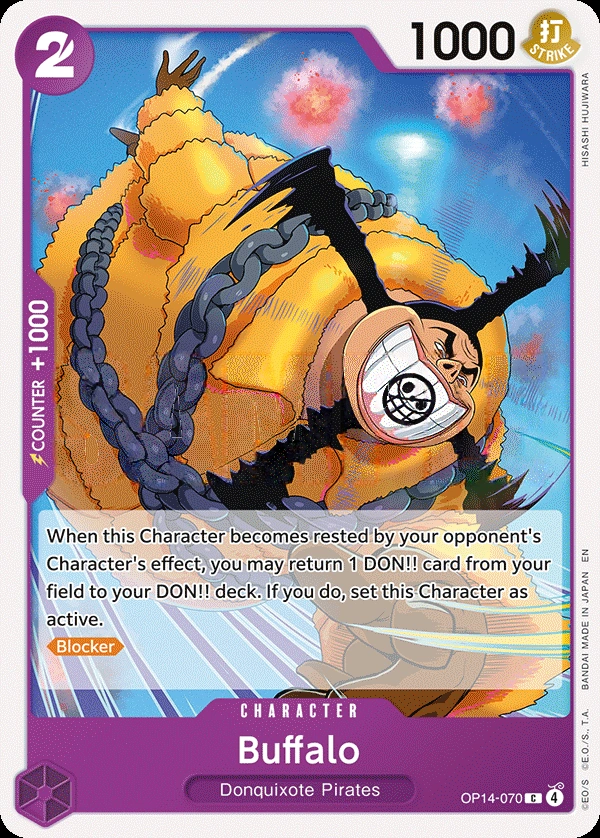 2
1000
打
STRIKE
HISASHI HUJIWARA
COUNTER +1000
When this Character becomes rested by your opponent's
Character's effect, you may return 1 DON!! card from your
field to your DON!! deck. If you do, set this Character as
active.
Blocker
CHARACTER
Buffalo
Donquixote Pirates
OP14-070 C 4
©EO/S ©E.O./S., T.A. BANDAI MADE IN JAPAN EN